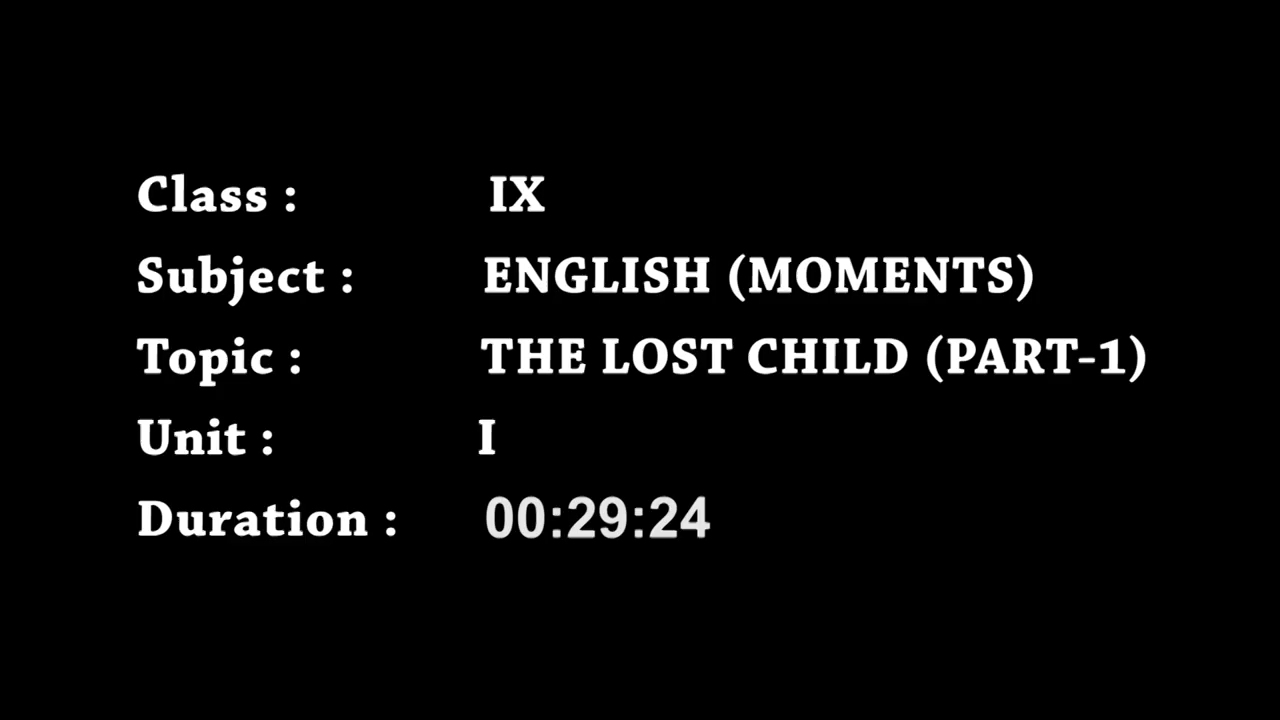 Class : IX
Subject : ENGLISH (MOMENTS)
Topic : THE LOST CHILD (PART-1)
Unit : I
Duration : 00:29:24